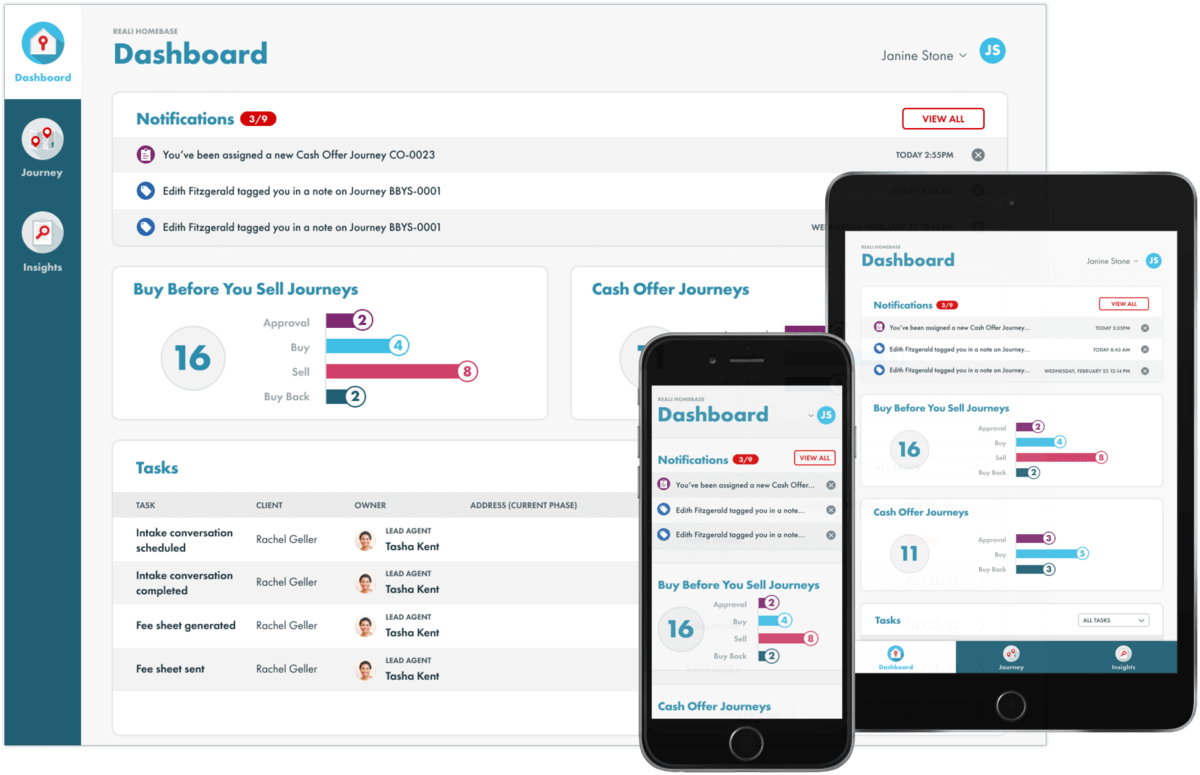 REALI HOMEBASE
Dashboard
Janine Stone
JS
Dashboard
Journey
Insights
Notifications 3/9
VIEW ALL
You've been assigned a new Cash Offer Journey CO-0023
TODAY 2:55PM
Edith Fitzgerald tagged you in a note on Journey BBYS-0001
Edith Fitzgerald tagged you in a note on Journey BBYS-0001
Buy Before You Sell Journeys
16
Approval 2
Buy 4
Sell 8
Buy Back 2
Cash Offer Journeys
Tasks
TASK CLIENT OWNER ADDRESS (CURRENT PHASE)
Intake conversation
scheduled
Rachel Geller
LEAD AGENT
Tasha Kent
Intake conversation
completed
Rachel Geller
LEAD AGENT
Tasha Kent
Fee sheet generated
Rachel Geller
LEAD AGENT
Tasha Kent
Fee sheet sent
Rachel Geller
LEAD AGENT
Tasha Kent
REALI HOMEBASE
Dashboard
JS
Notifications 3/9
VIEW ALL
You've been assigned a new Cash Offer...
Edith Fitzgerald tagged you in a note...
Edith Fitzgerald tagged you in a note...
Buy Before You Sell Journeys
16
Approval 2
Buy 4
Sell 8
Buy Back 2
Cash Offer Journeys
REALI HOMEBASE
Dashboard
Janine Stone
JS
Notifications 3/9
VIEW ALL
You've been assigned a new Cash Offer Journey...
TODAY 2:55PM
Edith Fitzgerald tagged you in a note on Journey...
TODAY 8:43 AM
Edith Fitzgerald tagged you in a note on Journey...
WEDNESDAY, FEBRUARY 23 12:14 PM
Buy Before You Sell Journeys
16
Approval 2
Buy 4
Sell 8
Buy Back 2
Cash Offer Journeys
11
Approval 3
Buy 5
Buy Back 3
Tasks
ALL TASKS
Dashboard
Journey
Insights